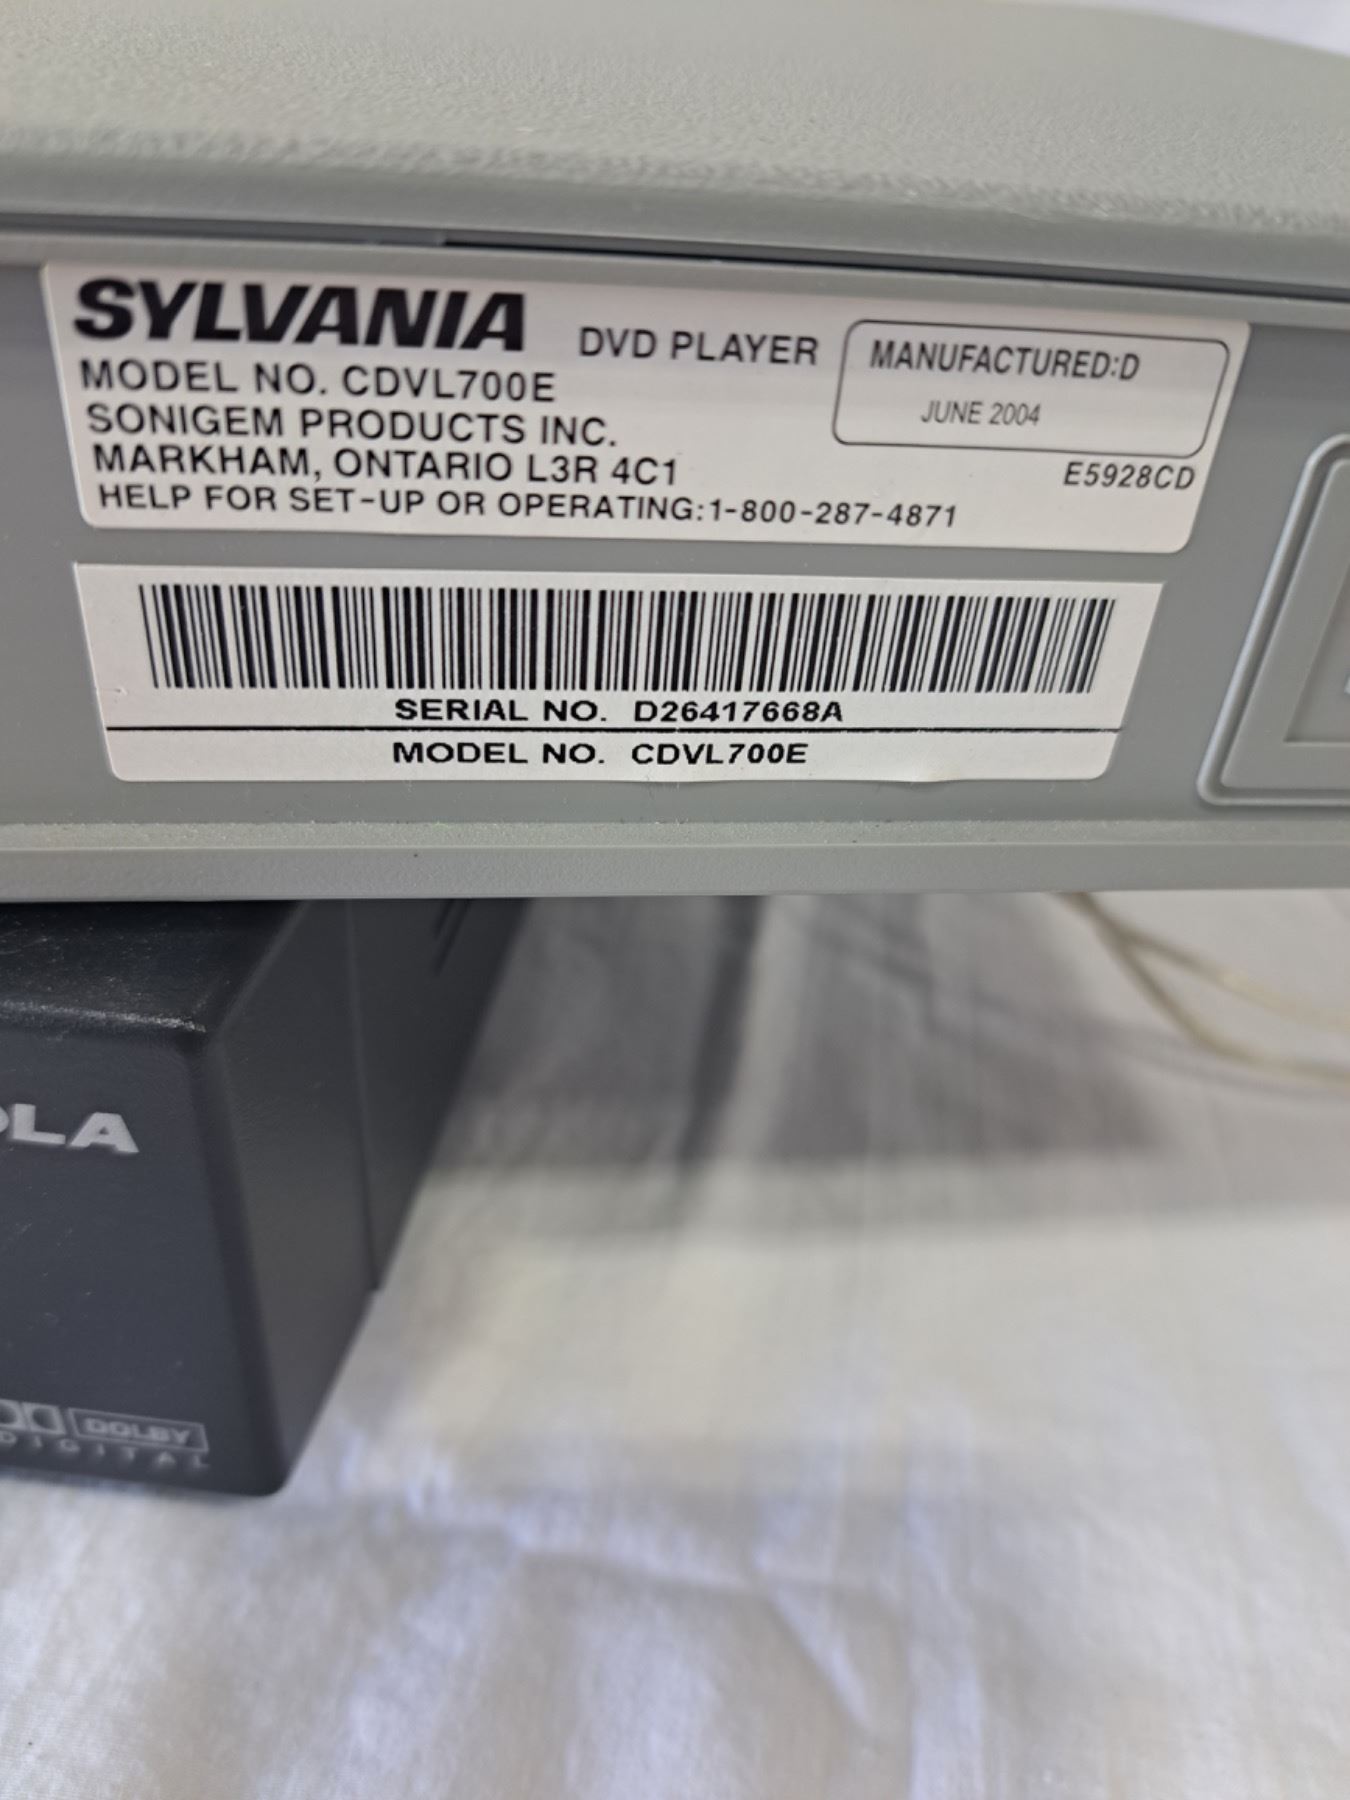 SYLVANIA DVD PLAYER
MANUFACTURED:D
JUNE 2004
MODEL NO. CDVL700E
SONIGEM PRODUCTS INC.
MARKHAM, ONTARIO L3R 4C1
E5928CD
HELP FOR SET-UP OR OPERATING:1-800-287-4871
SERIAL NO. D26417668A
MODEL NO. CDVL700E
OLA
DOLBY
DIGITAL